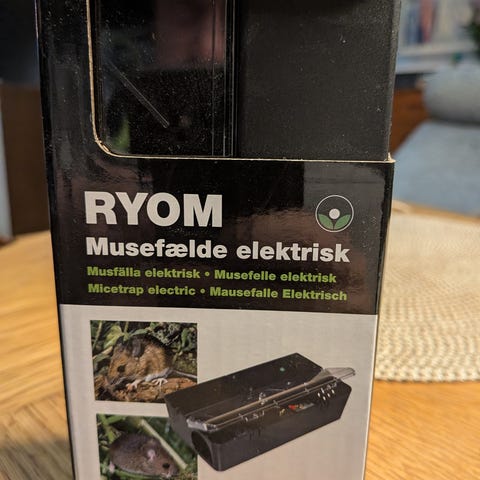 RYOM
Musefælde elektrisk
Musfälla elektrisk • Musefelle elektrisk
Micetrap electric • Mausefalle Elektrisch